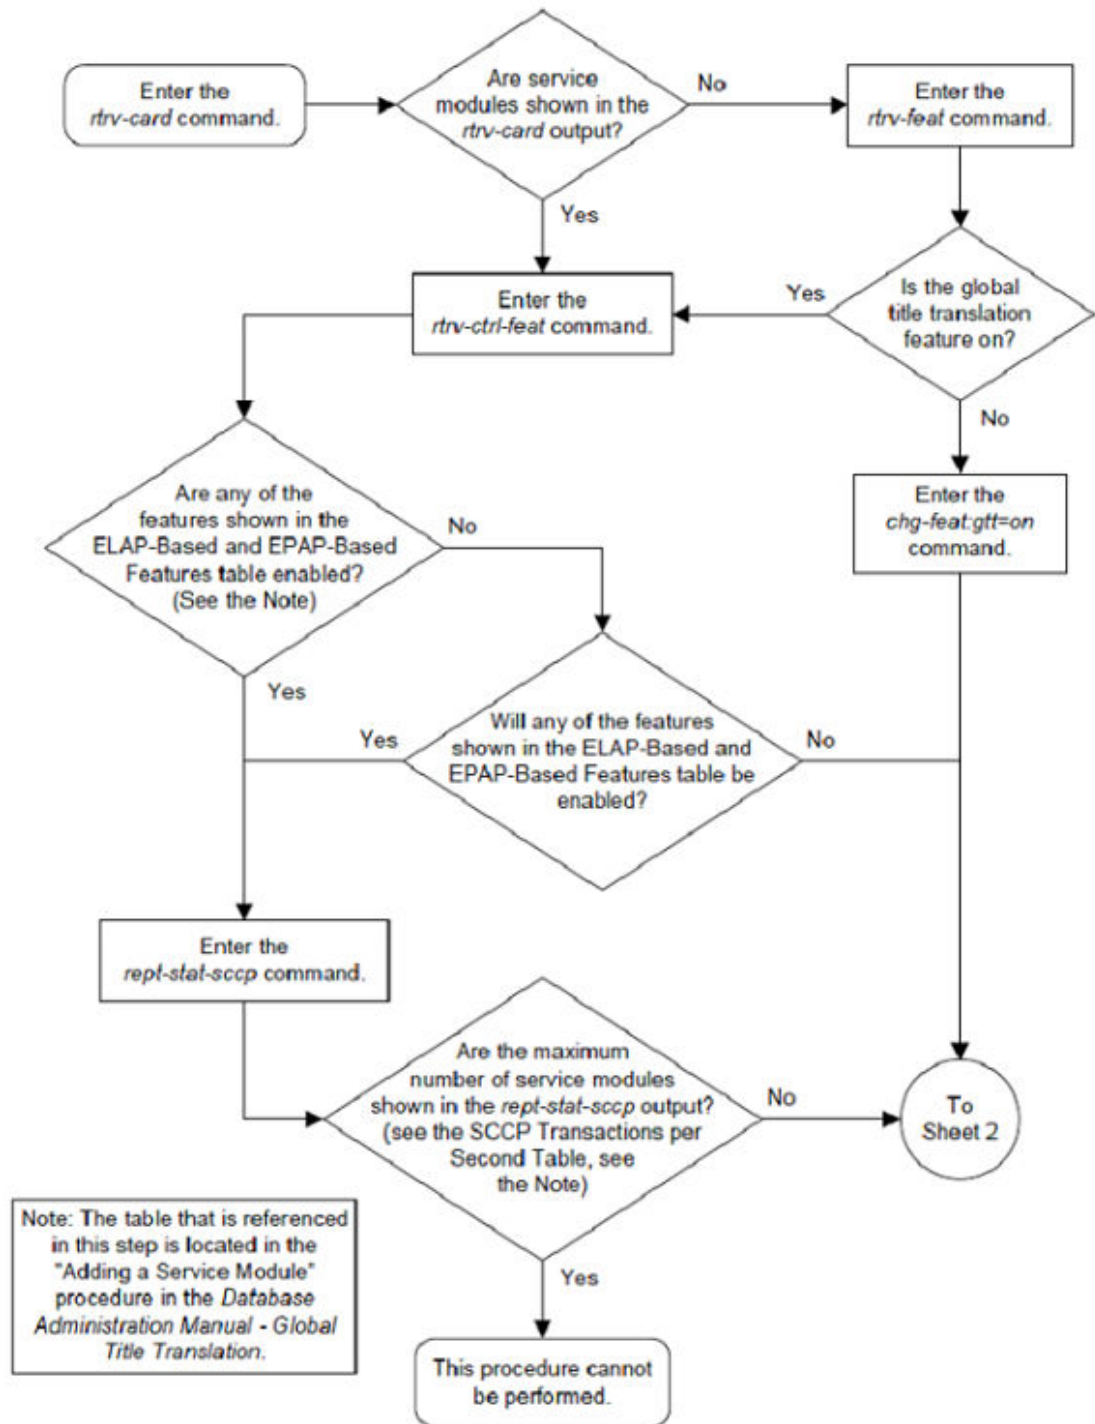 Enter the
rtrv-card command.
Are service
modules shown in the
rtrv-card output?
No
Enter the
rtrv-feat command.
Yes
Enter the
rtrv-ctrl-feat command.
Yes
Is the global
title translation
feature on?
No
Enter the
chg-feat:gtt=on
command.
Are any of the
features shown in the
ELAP-Based and EPAP-Based
Features table enabled?
(See the Note)
No
Yes
Will any of the features
shown in the ELAP-Based and
EPAP-Based Features table be
enabled?
Yes
No
Enter the
rept-stat-sccp command.
Are the maximum
number of service modules
shown in the rept-stat-sccp output?
(see the SCCP Transactions per
Second Table, see
the Note)
No
To
Sheet 2
Yes
This procedure cannot
be performed.
Note: The table that is referenced
in this step is located in the
"Adding a Service Module"
procedure in the Database
Administration Manual - Global
Title Translation.